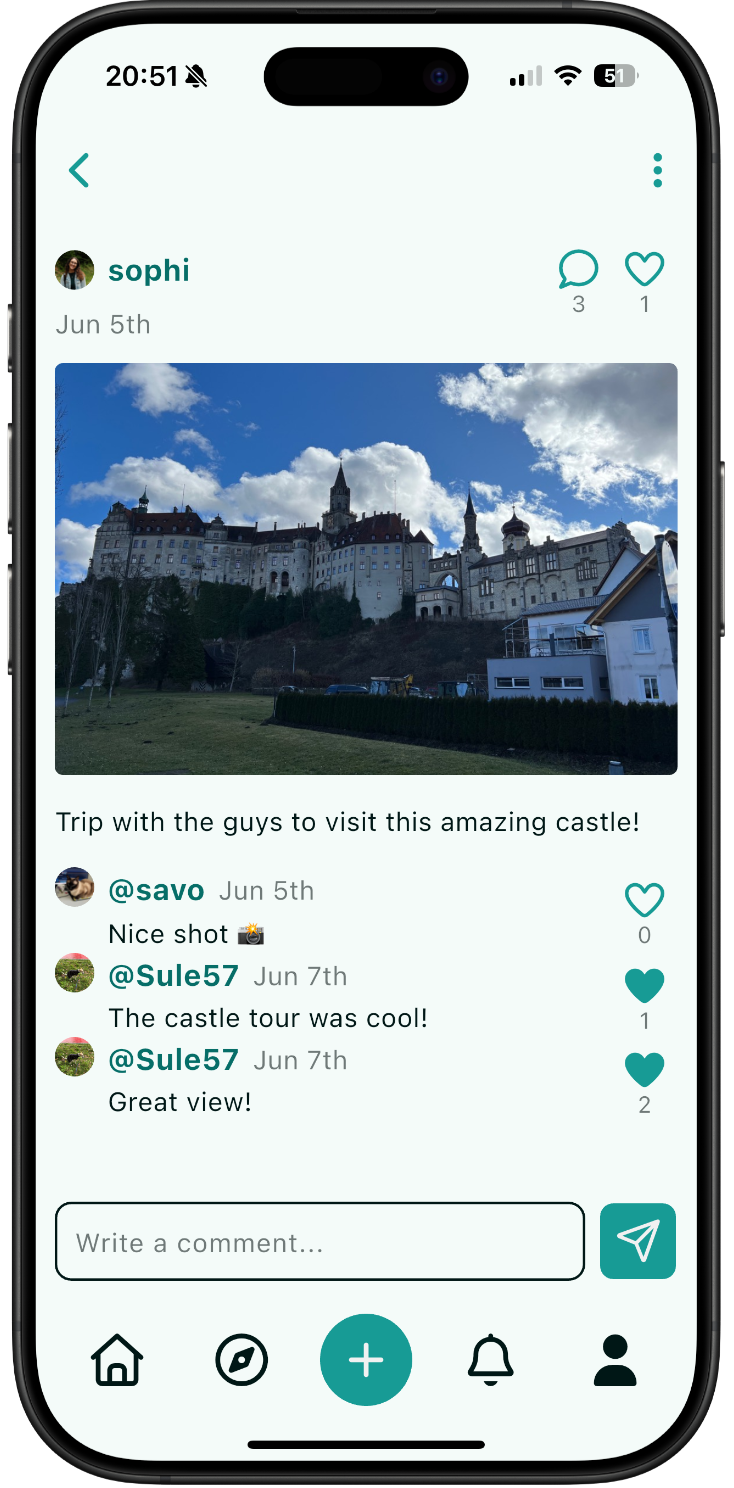 20:51
51
sophi
3
1
Jun 5th
Trip with the guys to visit this amazing castle!
@savo Jun 5th
Nice shot 📸
0
@Sule57 Jun 7th
The castle tour was cool!
1
@Sule57 Jun 7th
Great view!
2
Write a comment...